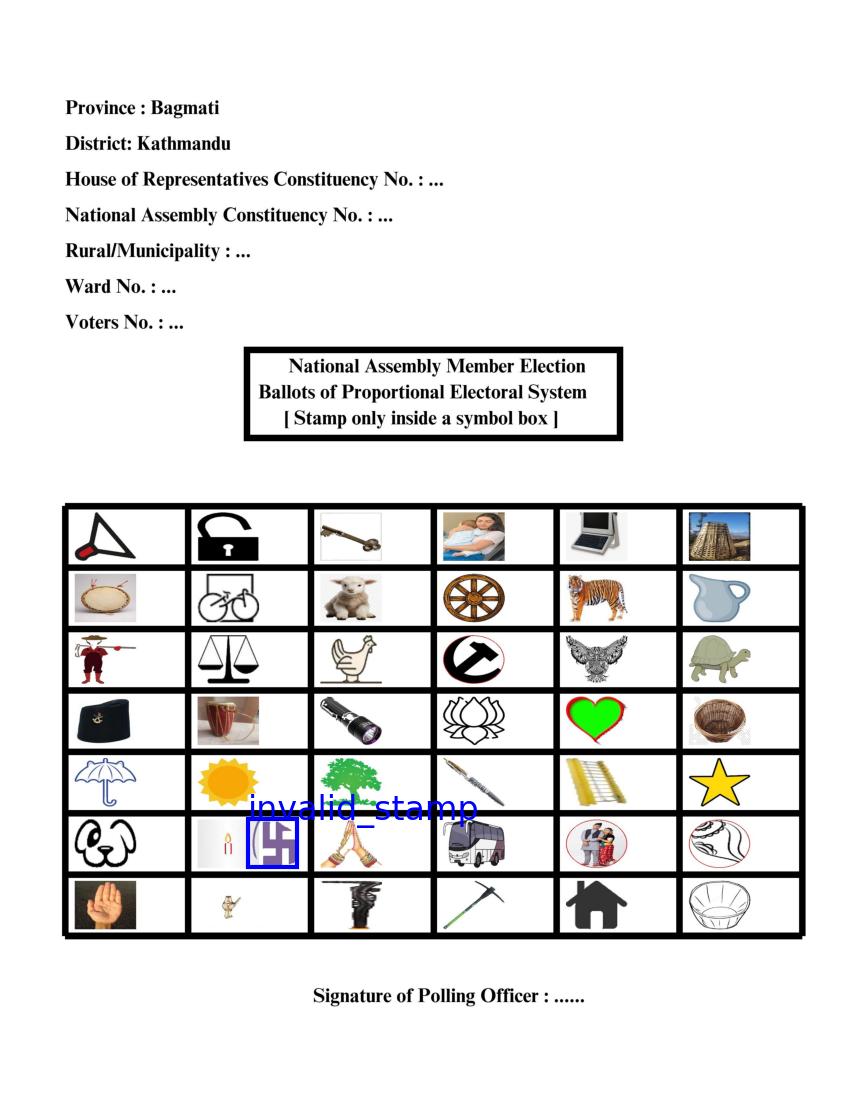 Province : Bagmati
District: Kathmandu
House of Representatives Constituency No. : ...
National Assembly Constituency No. : ...
Rural/Municipality : ...
Ward No. : ...
Voters No. : ...
National Assembly Member Election
Ballots of Proportional Electoral System
[ Stamp only inside a symbol box ]
invalid_stamp
Signature of Polling Officer : ......